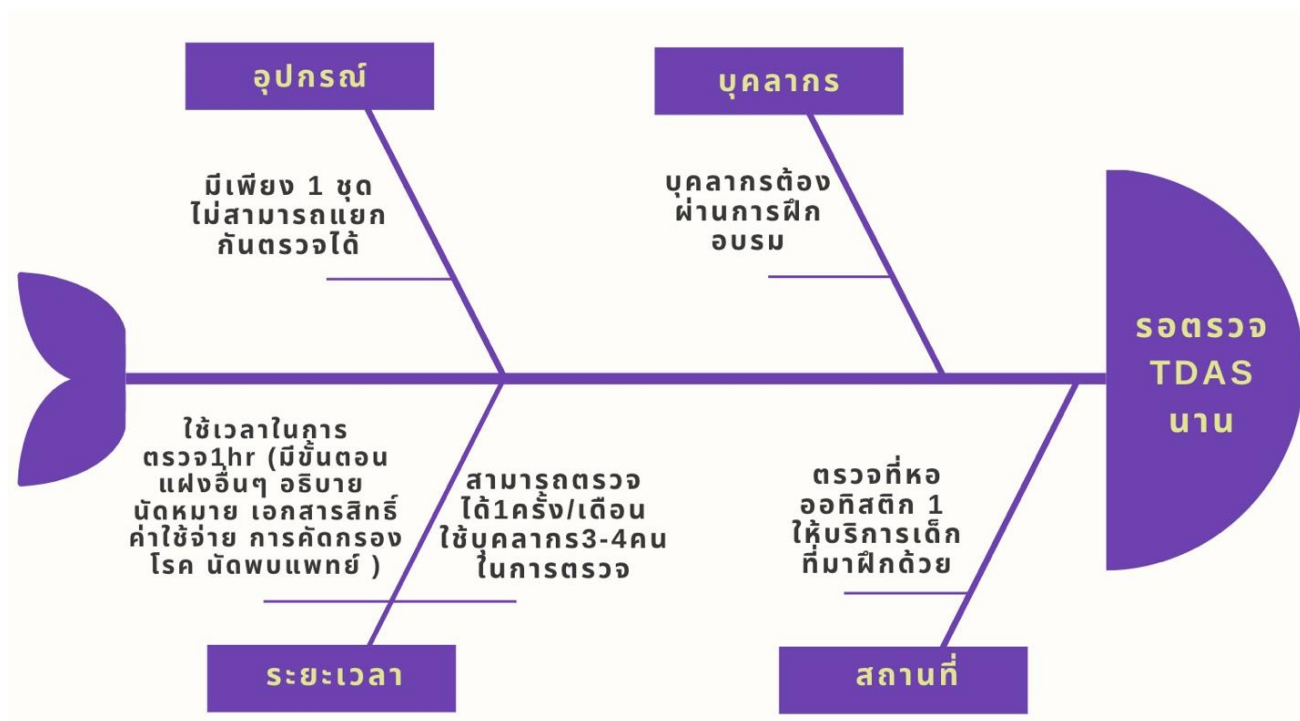 อุปกรณ์
มีเพียง 1 ชุด
ไม่สามารถแยก
กันตรวจได้
บุคลากร
บุคลากรต้อง
ผ่านการฝึก
อบรม
รอตรวจ
TDAS
นาน
ใช้เวลาในการ
ตรวจ1hr (มีขั้นตอน
แฝงอื่นๆ อธิบาย
นัดหมาย เอกสารสิทธิ์
ค่าใช้จ่าย การคัดกรอง
โรค นัดพบแพทย์ )
สามารถตรวจ
ได้1ครั้ง/เดือน
ใช้บุคลากร3-4คน
ในการตรวจ
ระยะเวลา
ตรวจที่หอ
ออทิสติก 1
ให้บริการเด็ก
ที่มาฝึกด้วย
สถานที่